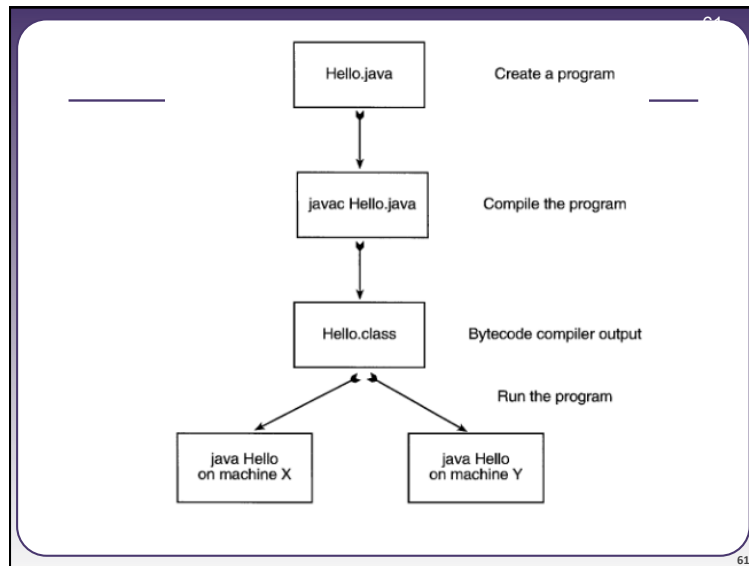 Hello.java
Create a program
javac Hello.java
Compile the program
Hello.class
Bytecode compiler output
Run the program
java Hello
on machine X
java Hello
on machine Y
61